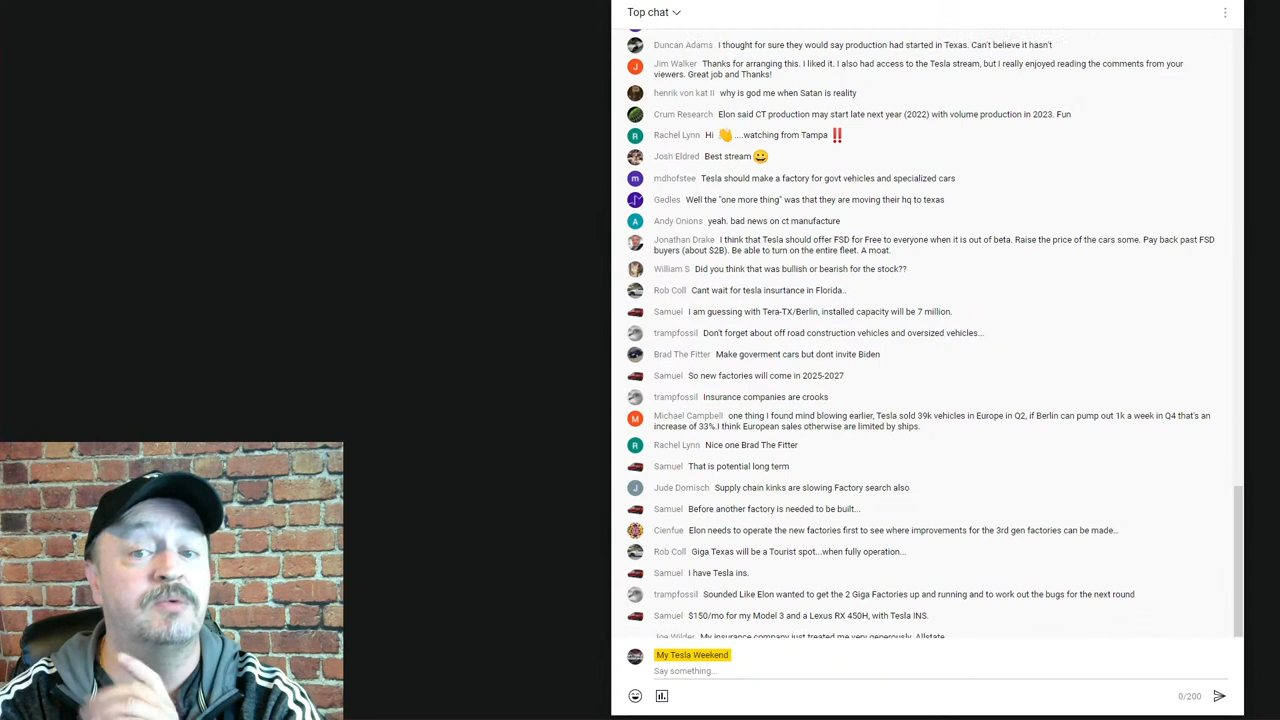 Top chat
Duncan Adams I thought for sure they would say production had started in Texas. Can't believe it hasn't
Jim Walker Thanks for arranging this. I liked it. I also had access to the Tesla stream, but I really enjoyed reading the comments from your
viewers. Great job and Thanks!
henrik von kat II why is god me when Satan is reality
Crum Research Elon said CT production may start late next year (2022) with volume production in 2023. Fun
R Rachel Lynn Hi 👋 ....watching from Tampa ‼️
Josh Eldred Best stream😀
m mdhofstee Tesla should make a factory for govt vehicles and specialized cars
Gedles Well the "one more thing" was that they are moving their hq to texas
A Andy Onions yeah. bad news on ct manufacture
Jonathan Drake I think that Tesla should offer FSD for Free to everyone when it is out of beta. Raise the price of the cars some. Pay back past FSD
buyers (about $2B). Be able to turn on the entire fleet. A moat.
William S Did you think that was bullish or bearish for the stock??
Rob Coll Cant wait for tesla insurtance in Florida..
Samuel I am guessing with Tera-TX/Berlin, installed capacity will be 7 million.
trampfossil Don't forget about off road construction vehicles and oversized vehicles...
Brad The Fitter Make goverment cars but dont invite Biden
Samuel So new factories will come in 2025-2027
trampfossil Insurance companies are crooks
M Michael Campbell one thing I found mind blowing earlier, Tesla sold 39k vehicles in Europe in Q2, if Berlin can pump out 1k a week in Q4 that's an
increase of 33%.I think European sales otherwise are limited by ships.
R Rachel Lynn Nice one Brad The Fitter
Samuel That is potential long term
J Jude Domisch Supply chain kinks are slowing Factory search also
Samuel Before another factory is needed to be built...
Cienfue Elon needs to operate the new factories first to see where improvements for the 3rd gen factories can be made...
Rob Coll Giga Texas will be a Tourist spot...when fully operation...
Samuel I have Tesla ins.
trampfossil Sounded Like Elon wanted to get the 2 Giga Factories up and running and to work out the bugs for the next round
Samuel $150/mo for my Model 3 and a Lexus RX 450H, with Tesla INS.
Joe Wilder My insurance company just treated me very generously. Allstate
My Tesla Weekend
Say something...
0/200